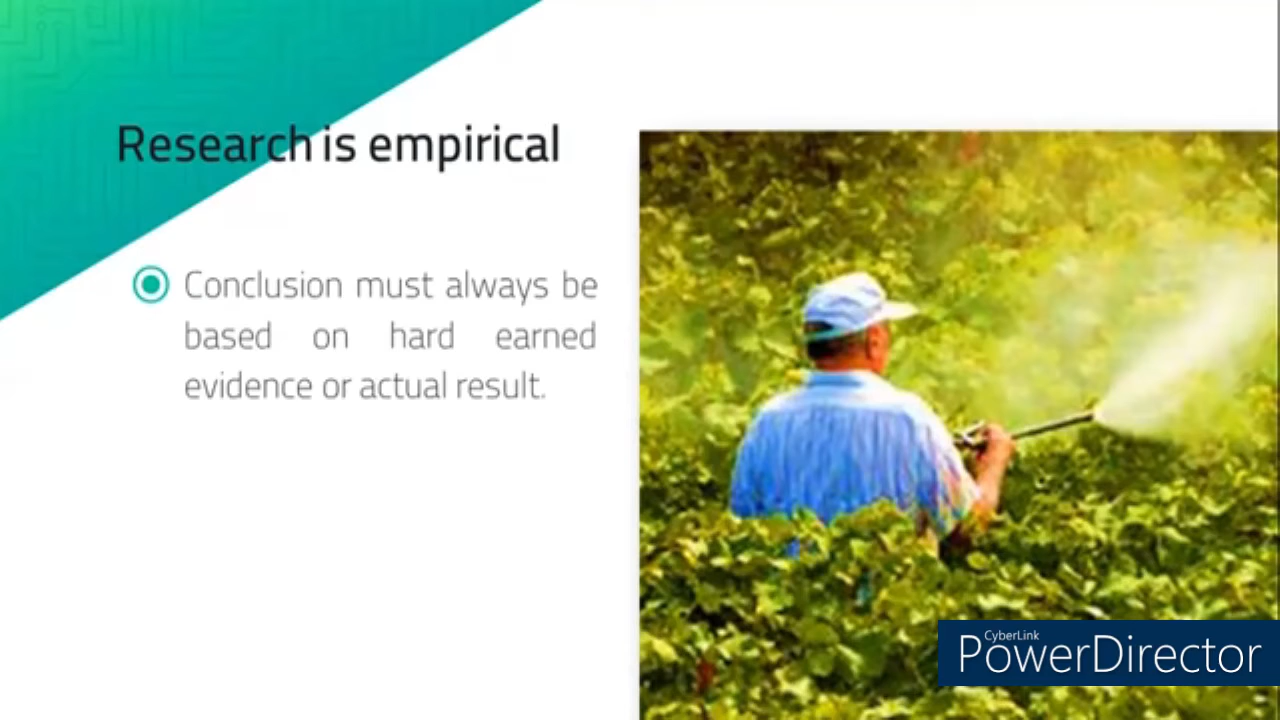 Research is empirical
Conclusion must always be
based on hard earned
evidence or actual result.
CyberLink
PowerDirector